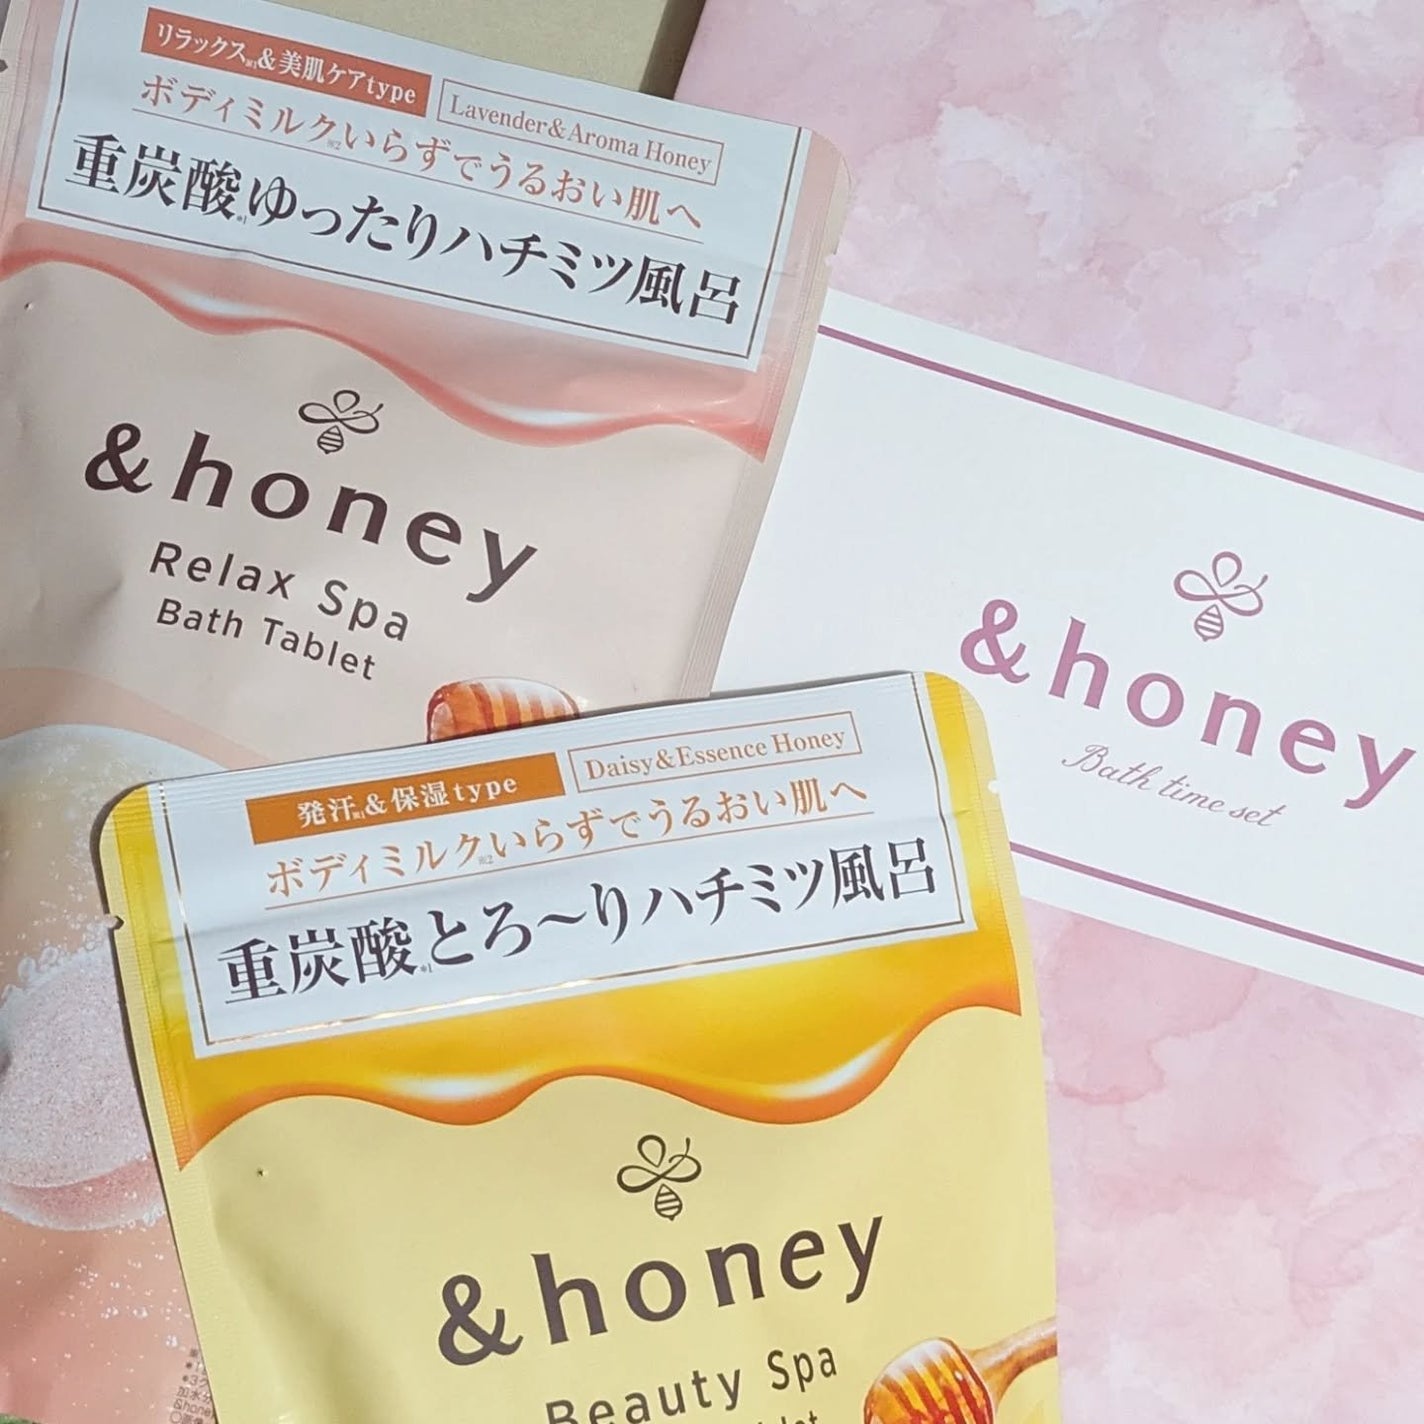 リラックス※1&美肌ケアtype
Lavender&Aroma Honey
ボディミルク※2いらずでうるおい肌へ
重炭酸*1ゆったりハチミツ風呂
&honey
Relax Spa
Bath Tablet
&honey
Bath time set
発汗※1&保湿type
Daisy&Essence Honey
ボディミルク※2いらずでうるおい肌へ
重炭酸*1とろ〜りハチミツ風呂
&honey
Beauty Spa